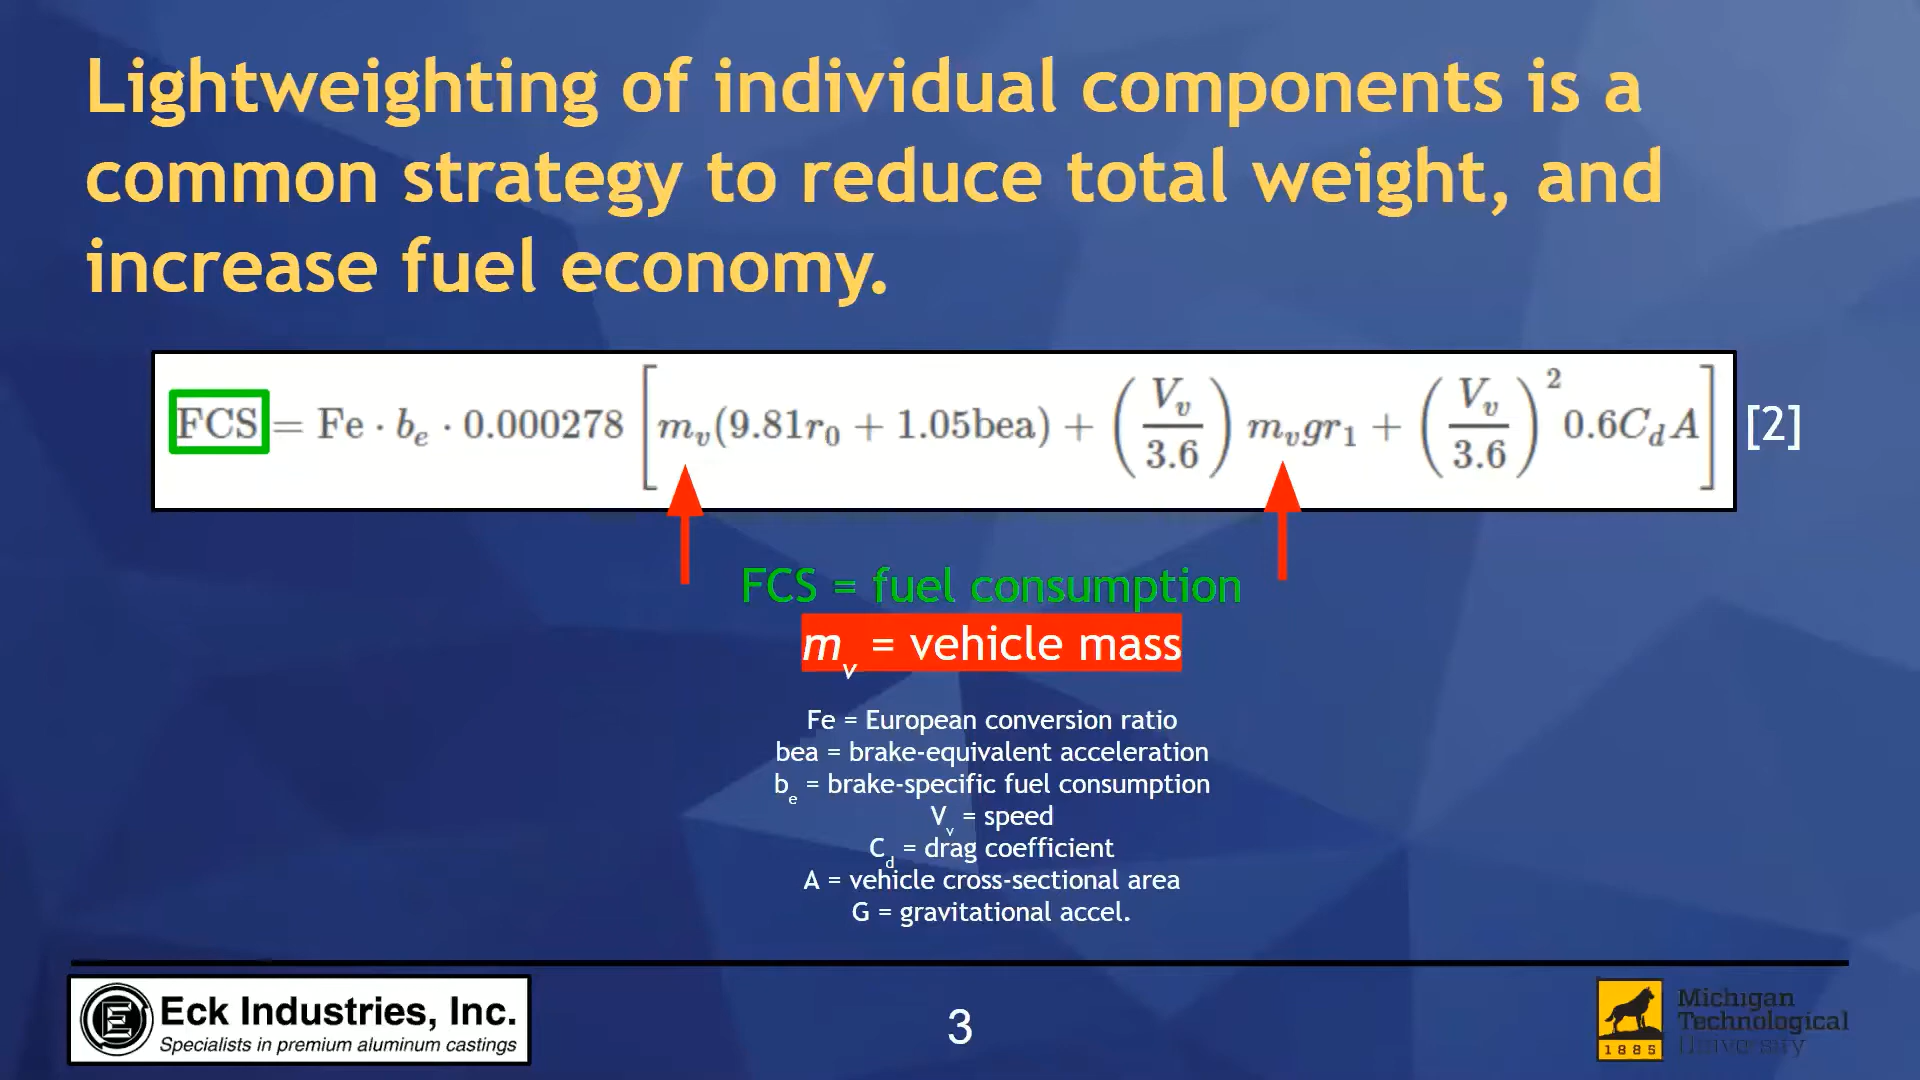 Lightweighting of individual components is a
common strategy to reduce total weight, and
increase fuel economy.
FCS = Fe · b_e · 0.000278 [ m_v(9.81r_0 + 1.05bea) + (V_v/3.6) m_v g r_1 + (V_v/3.6)^2 0.6C_d A ] [2]
FCS = fuel consumption
m_v = vehicle mass
Fe = European conversion ratio
bea = brake-equivalent acceleration
b_e = brake-specific fuel consumption
V_v = speed
C_d = drag coefficient
A = vehicle cross-sectional area
G = gravitational accel.
E
Eck Industries, Inc.
Specialists in premium aluminum castings
3
1885
Michigan
Technological
University